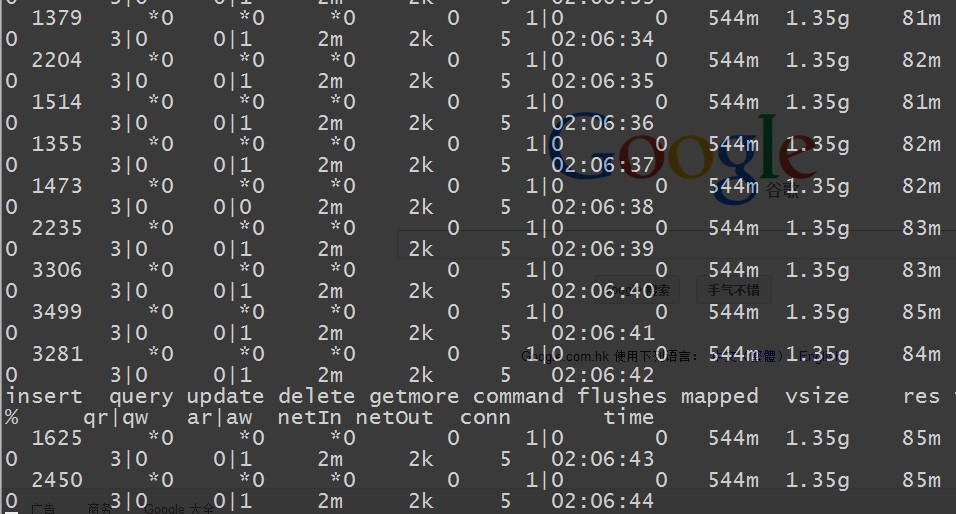 0 3|0 0|1 2m 2k 5 02:06:33
1379 *0 *0 *0 0 1|0 0 544m 1.35g 81m
0 3|0 0|1 2m 2k 5 02:06:34
2204 *0 *0 *0 0 1|0 0 544m 1.35g 82m
0 3|0 0|1 2m 2k 5 02:06:35
1514 *0 *0 *0 0 1|0 0 544m 1.35g 81m
0 3|0 0|1 2m 2k 5 02:06:36
1355 *0 *0 *0 0 1|0 0 544m 1.35g 82m
0 3|0 0|1 2m 2k 5 02:06:37
1473 *0 *0 *0 0 1|0 0 544m 1.35g 82m
0 3|0 0|0 2m 2k 5 02:06:38
2235 *0 *0 *0 0 1|0 0 544m 1.35g 83m
0 3|0 0|1 2m 2k 5 02:06:39
3306 *0 *0 *0 0 1|0 0 544m 1.35g 83m
0 3|0 0|1 2m 2k 5 02:06:40
3499 *0 *0 *0 0 1|0 0 544m 1.35g 85m
0 3|0 0|1 2m 2k 5 02:06:41
3281 *0 *0 *0 0 1|0 0 544m 1.35g 84m
0 3|0 0|1 2m 2k 5 02:06:42
insert query update delete getmore command flushes mapped vsize res
% qr|qw ar|aw netIn netOut conn time
1625 *0 *0 *0 0 1|0 0 544m 1.35g 85m
0 3|0 0|1 2m 2k 5 02:06:43
2450 *0 *0 *0 0 1|0 0 544m 1.35g 85m
0 3|0 0|1 2m 2k 5 02:06:44
Google
谷歌
手气不错
Google.com.hk 使用下列语言：
广告 商务 Google 大全